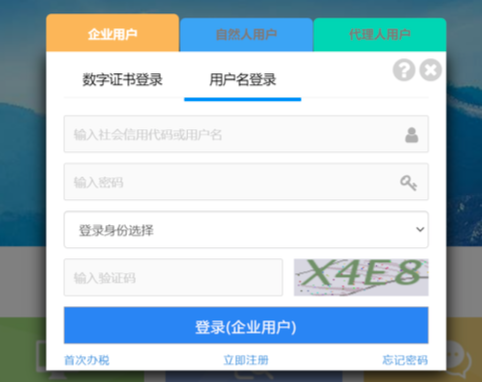 企业用户
自然人用户
代理人用户
数字证书登录
用户名登录
输入社会信用代码或用户名
输入密码
登录身份选择
输入验证码
X4E8
登录(企业用户)
首次办税
立即注册
忘记密码